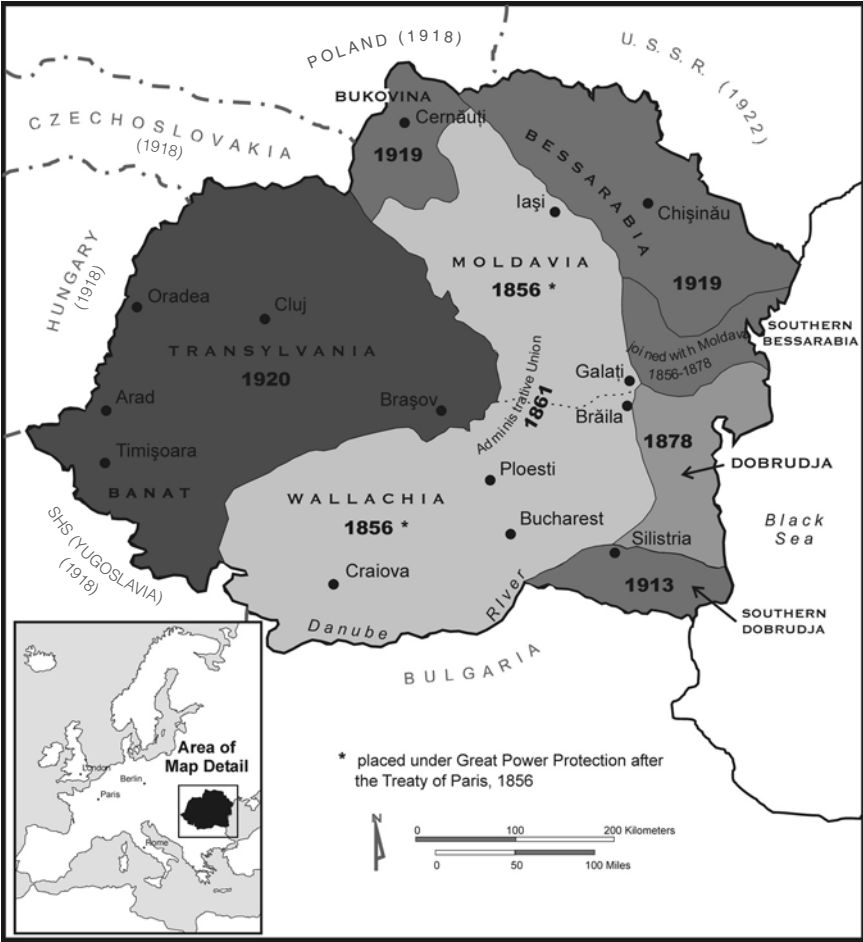 POLAND (1918)
U. S. S. R. (1922)
CZECHOSLOVAKIA
(1918)
BUKOVINA
Cernăuți
1919
BESSARABIA
Iaşi
Chişinău
MOLDAVIA
1856 *
1919
HUNGARY
(1918)
Oradea
Cluj
TRANSYLVANIA
1920
SOUTHERN
BESSARABIA
joined with Moldavia
1856-1878
Administrative Union
1861
Galați
Arad
Braşov
Brăila
1878
Timişoara
DOBRUDJA
Ploesti
BANAT
WALLACHIA
1856 *
Bucharest
Black
Sea
Silistria
SHS (YUGOSLAVIA)
(1918)
Craiova
1913
River
Danube
SOUTHERN
DOBRUDJA
BULGARIA
Area of
Map Detail
London
Berlin
Paris
Rome
* placed under Great Power Protection after
the Treaty of Paris, 1856
N
0 100 200 Kilometers
0 50 100 Miles